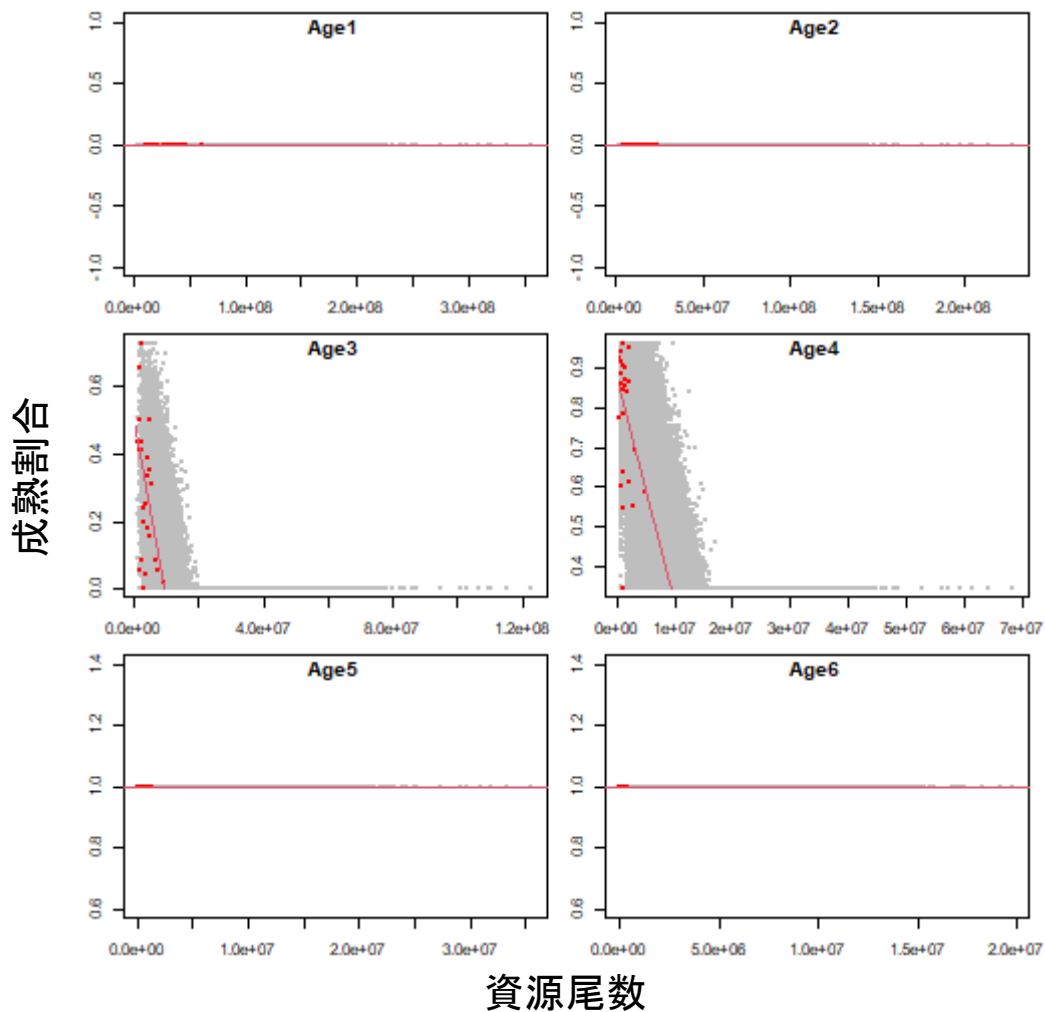 Age1
Age2
1.0
0.5
0.0
-0.5
-1.0
1.0
0.5
0.0
-0.5
-1.0
0.0e+00 1.0e+08 2.0e+08 3.0e+08
0.0e+00 5.0e+07 1.0e+08 1.5e+08 2.0e+08
成熟割合
Age3
Age4
0.6
0.4
0.2
0.0
0.9
0.8
0.7
0.6
0.5
0.4
0.0e+00 4.0e+07 8.0e+07 1.2e+08
0e+00 1e+07 2e+07 3e+07 4e+07 5e+07 6e+07 7e+07
Age5
Age6
1.4
1.2
1.0
0.8
0.6
1.4
1.2
1.0
0.8
0.6
0.0e+00 1.0e+07 2.0e+07 3.0e+07
0.0e+00 5.0e+06 1.0e+07 1.5e+07 2.0e+07
資源尾数